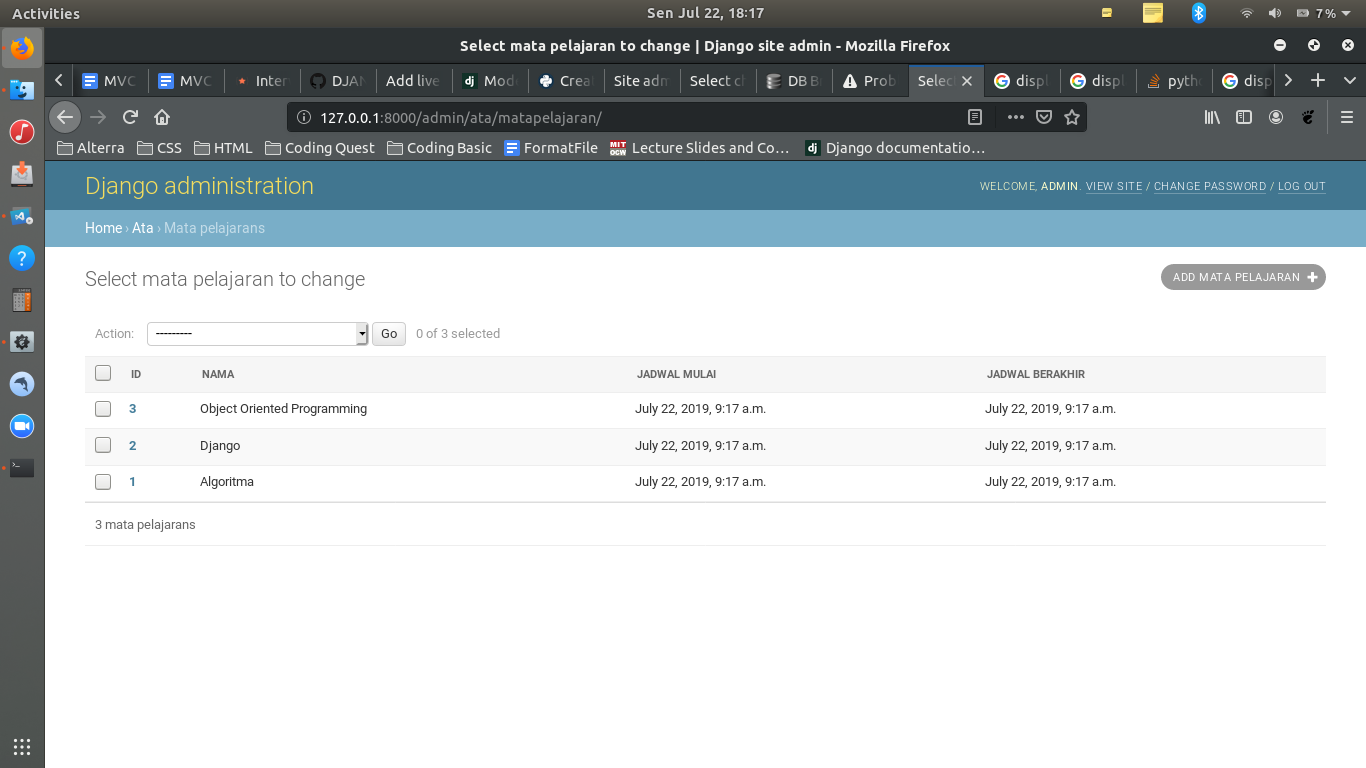 Activities Sen Jul 22, 18:17 7%
Select mata pelajaran to change | Django site admin - Mozilla Firefox
MVC MVC Inter DJAN Add live Mode Crea Site adm Select ch DB B Prob Select displ displ pytho disp
127.0.0.1:8000/admin/ata/matapelajaran/
Alterra CSS HTML Coding Quest Coding Basic FormatFile MIT OCW Lecture Slides and Co... dj Django documentatio...
Django administration WELCOME, ADMIN. VIEW SITE / CHANGE PASSWORD / LOG OUT
Home › Ata › Mata pelajarans
Select mata pelajaran to change ADD MATA PELAJARAN +
Action: --------- Go 0 of 3 selected
ID NAMA JADWAL MULAI JADWAL BERAKHIR
3 Object Oriented Programming July 22, 2019, 9:17 a.m. July 22, 2019, 9:17 a.m.
2 Django July 22, 2019, 9:17 a.m. July 22, 2019, 9:17 a.m.
1 Algoritma July 22, 2019, 9:17 a.m. July 22, 2019, 9:17 a.m.
3 mata pelajarans